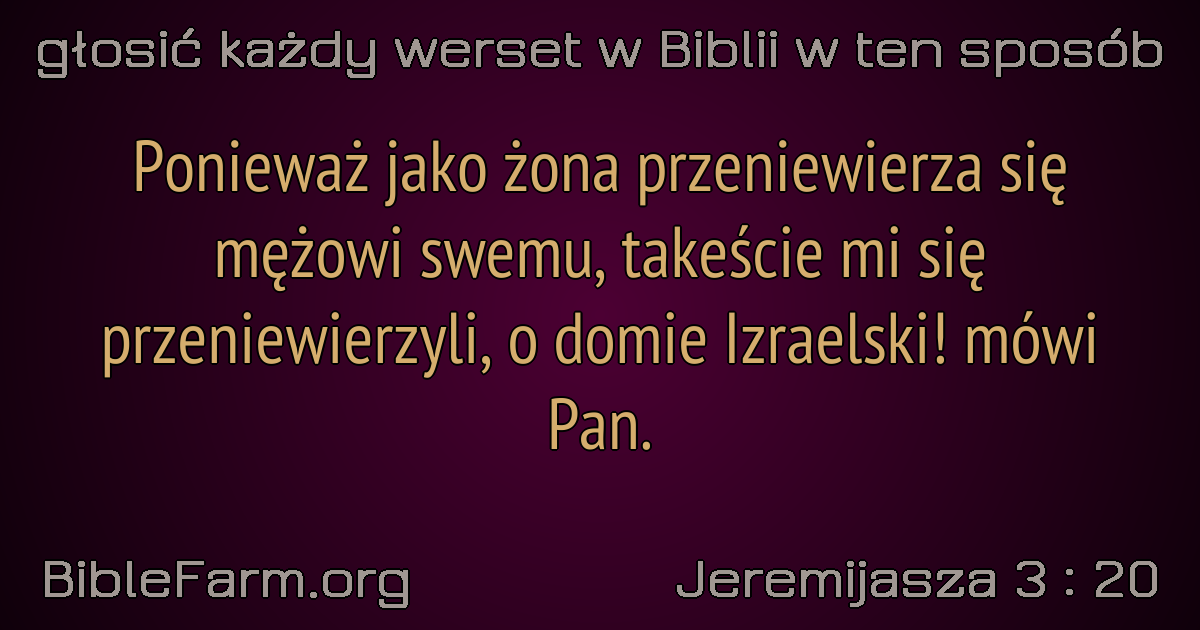 głosić każdy werset w Biblii w ten sposób
Ponieważ jako żona przeniewierza się
mężowi swemu, takeście mi się
przeniewierzyli, o domie Izraelski! mówi
Pan.
BibleFarm.org
Jeremijasza 3 : 20